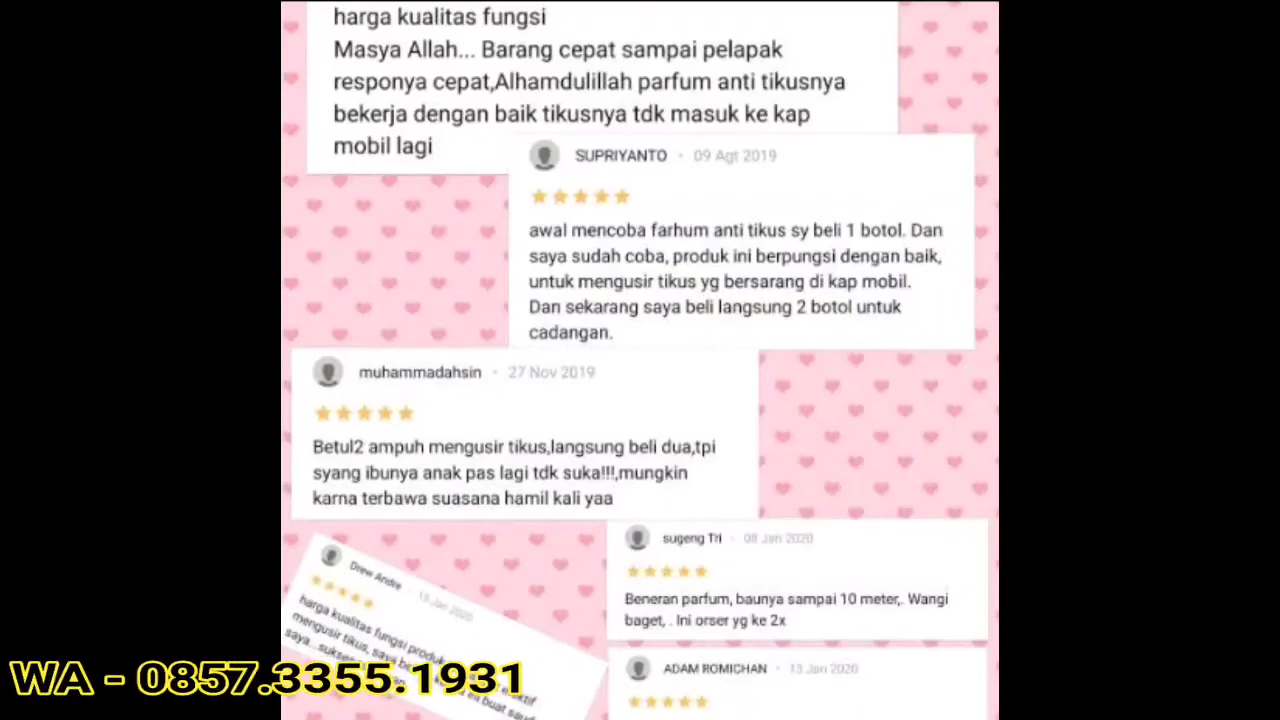 harga kualitas fungsi
Masya Allah... Barang cepat sampai pelapak
responya cepat,Alhamdulillah parfum anti tikusnya
bekerja dengan baik tikusnya tdk masuk ke kap
mobil lagi
SUPRIYANTO • 09 Agt 2019
awal mencoba farhum anti tikus sy beli 1 botol. Dan
saya sudah coba, produk ini berpungsi dengan baik,
untuk mengusir tikus yg bersarang di kap mobil.
Dan sekarang saya beli langsung 2 botol untuk
cadangan.
muhammadahsin • 27 Nov 2019
Betul2 ampuh mengusir tikus,langsung beli dua,tpi
syang ibunya anak pas lagi tdk suka!!!,mungkin
karna terbawa suasana hamil kali yaa
sugeng Tri • 08 Jan 2020
Beneran parfum, baunya sampai 10 meter,. Wangi
baget, . Ini orser yg ke 2x
Drew Andre • 15 Jan 2020
harga kualitas fungsi
mengusir tikus,
buat
ADAM ROMICHAN • 13 Jan 2020
WA - 0857.3355.1931